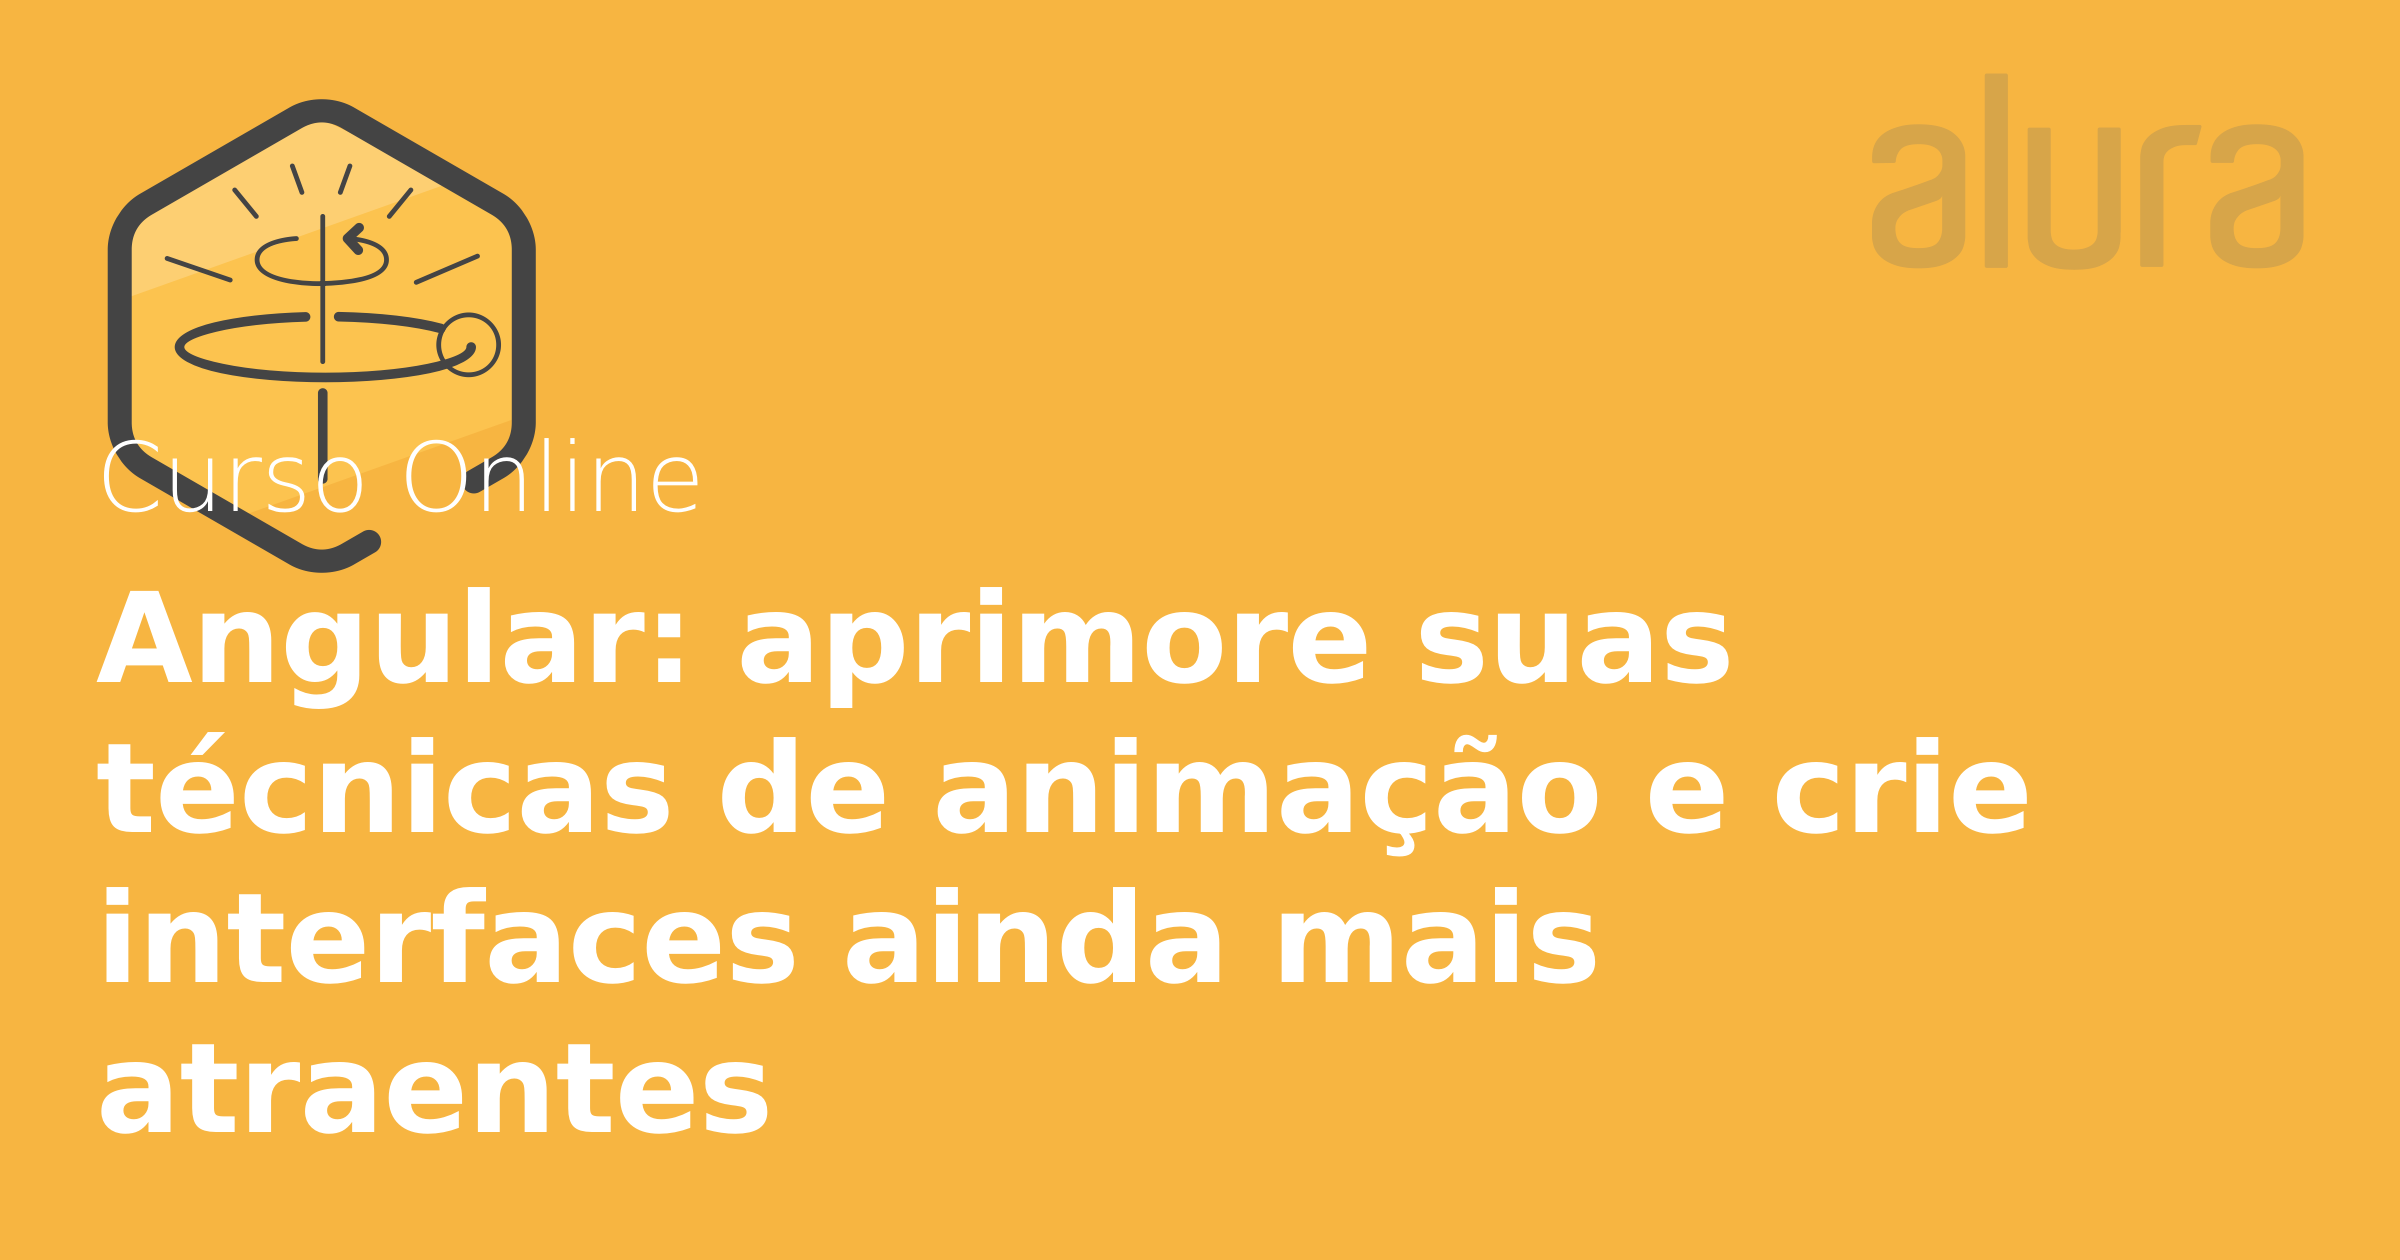 alura
Curso Online
Angular: aprimore suas
técnicas de animação e crie
interfaces ainda mais
atraentes